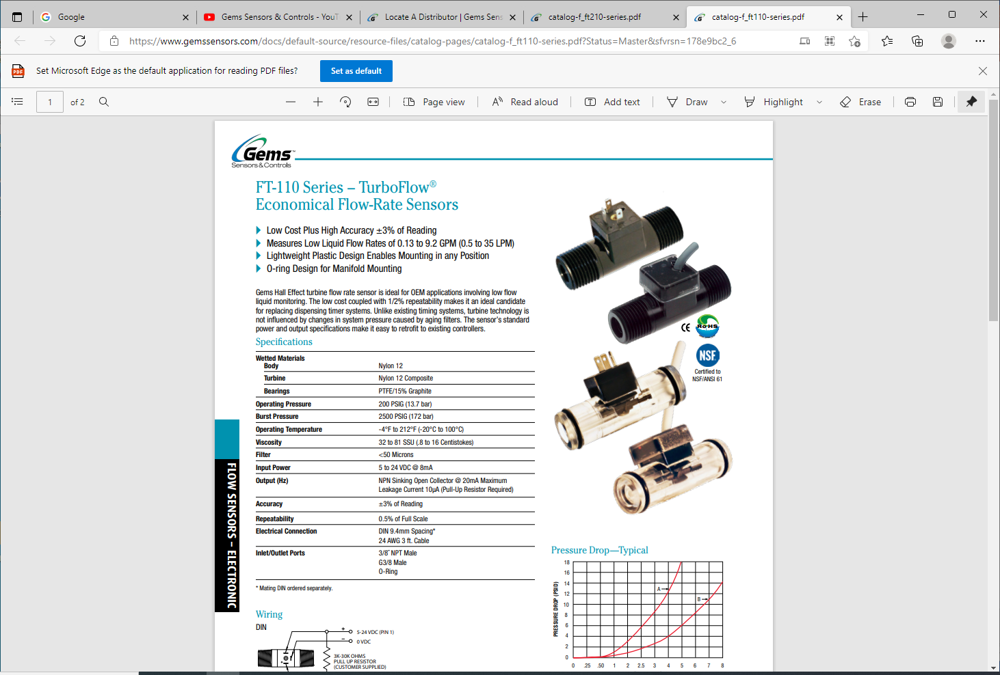 Google
Gems Sensors & Controls - YouT
Locate A Distributor | Gems Sens
catalog-f_ft210-series.pdf
catalog-f_ft110-series.pdf
https://www.gemssensors.com/docs/default-source/resource-files/catalog-pages/catalog-f_ft110-series.pdf?Status=Master&sfvrsn=178e9bc2_6
PDF
Set Microsoft Edge as the default application for reading PDF files?
Set as default
1 of 2
Page view
Read aloud
Add text
Draw
Highlight
Erase
Gems™
Sensors & Controls
FT-110 Series – TurboFlow®
Economical Flow-Rate Sensors
Low Cost Plus High Accuracy ±3% of Reading
Measures Low Liquid Flow Rates of 0.13 to 9.2 GPM (0.5 to 35 LPM)
Lightweight Plastic Design Enables Mounting in any Position
O-ring Design for Manifold Mounting
Gems Hall Effect turbine flow rate sensor is ideal for OEM applications involving low flow
liquid monitoring. The low cost coupled with 1/2% repeatability makes it an ideal candidate
for replacing dispensing timer systems. Unlike existing timing systems, turbine technology is
not influenced by changes in system pressure caused by aging filters. The sensor's standard
power and output specifications make it easy to retrofit to existing controllers.
CE
RoHS
NSF
Certified to
NSF/ANSI 61
Specifications
Wetted Materials
Body Nylon 12
Turbine Nylon 12 Composite
Bearings PTFE/15% Graphite
Operating Pressure 200 PSIG (13.7 bar)
Burst Pressure 2500 PSIG (172 bar)
Operating Temperature -4°F to 212°F (-20°C to 100°C)
Viscosity 32 to 81 SSU (.8 to 16 Centistokes)
Filter <50 Microns
Input Power 5 to 24 VDC @ 8mA
Output (Hz) NPN Sinking Open Collector @ 20mA Maximum
Leakage Current 10µA (Pull-Up Resistor Required)
Accuracy ±3% of Reading
Repeatability 0.5% of Full Scale
Electrical Connection DIN 9.4mm Spacing*
24 AWG 3 ft. Cable
Inlet/Outlet Ports 3/8˝ NPT Male
G3/8 Male
O-Ring
* Mating DIN ordered separately.
FLOW SENSORS – ELECTRONIC
Wiring
DIN
+ 5-24 VDC (PIN 1)
– 0 VDC
3K-30K OHMS
PULL UP RESISTOR
(CUSTOMER SUPPLIED)
Pressure Drop—Typical
PRESSURE DROP (PSID)
18
16
14
12
10
8
6
4
2
0
A
B
0 .25 .50 1 2 2.5 3 4 5 6 7 8